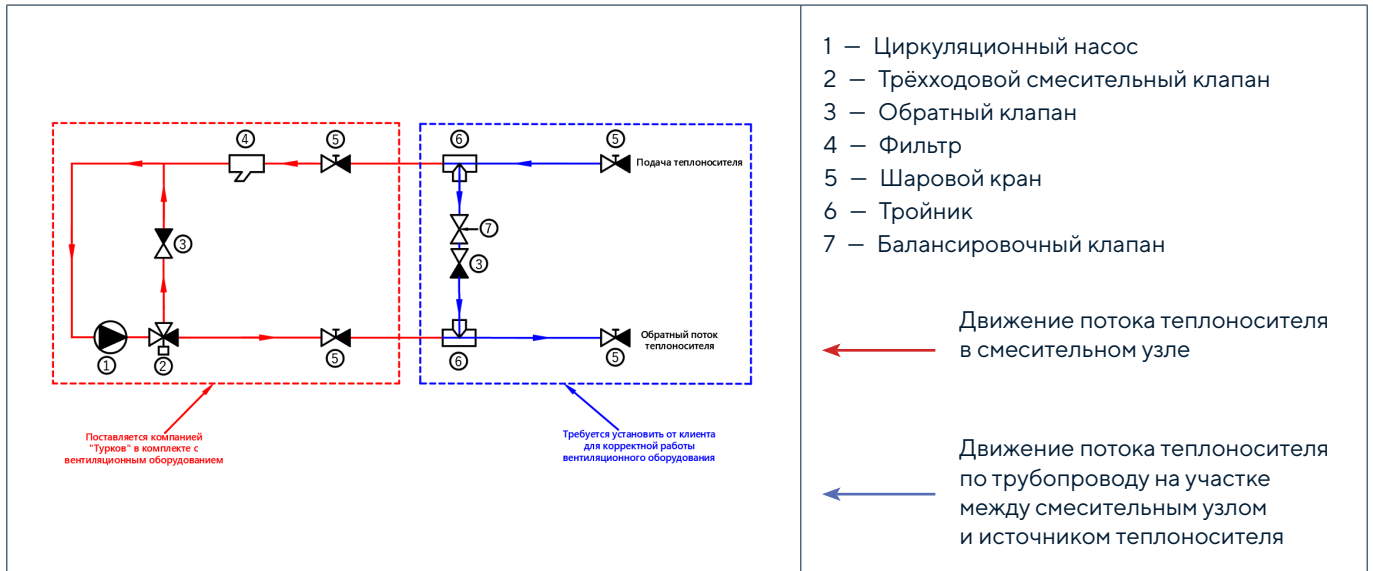 4
5
6
5
Подача теплоносителя
3
7
3
Обратный поток
теплоносителя
1
2
5
6
5
Поставляется компанией
"Турков" в комплекте с
вентиляционным оборудованием
Требуется установить от клиента
для корректной работы
вентиляционного оборудования
1 — Циркуляционный насос
2 — Трёхходовой смесительный клапан
3 — Обратный клапан
4 — Фильтр
5 — Шаровой кран
6 — Тройник
7 — Балансировочный клапан
Движение потока теплоносителя
в смесительном узле
Движение потока теплоносителя
по трубопроводу на участке
между смесительным узлом
и источником теплоносителя